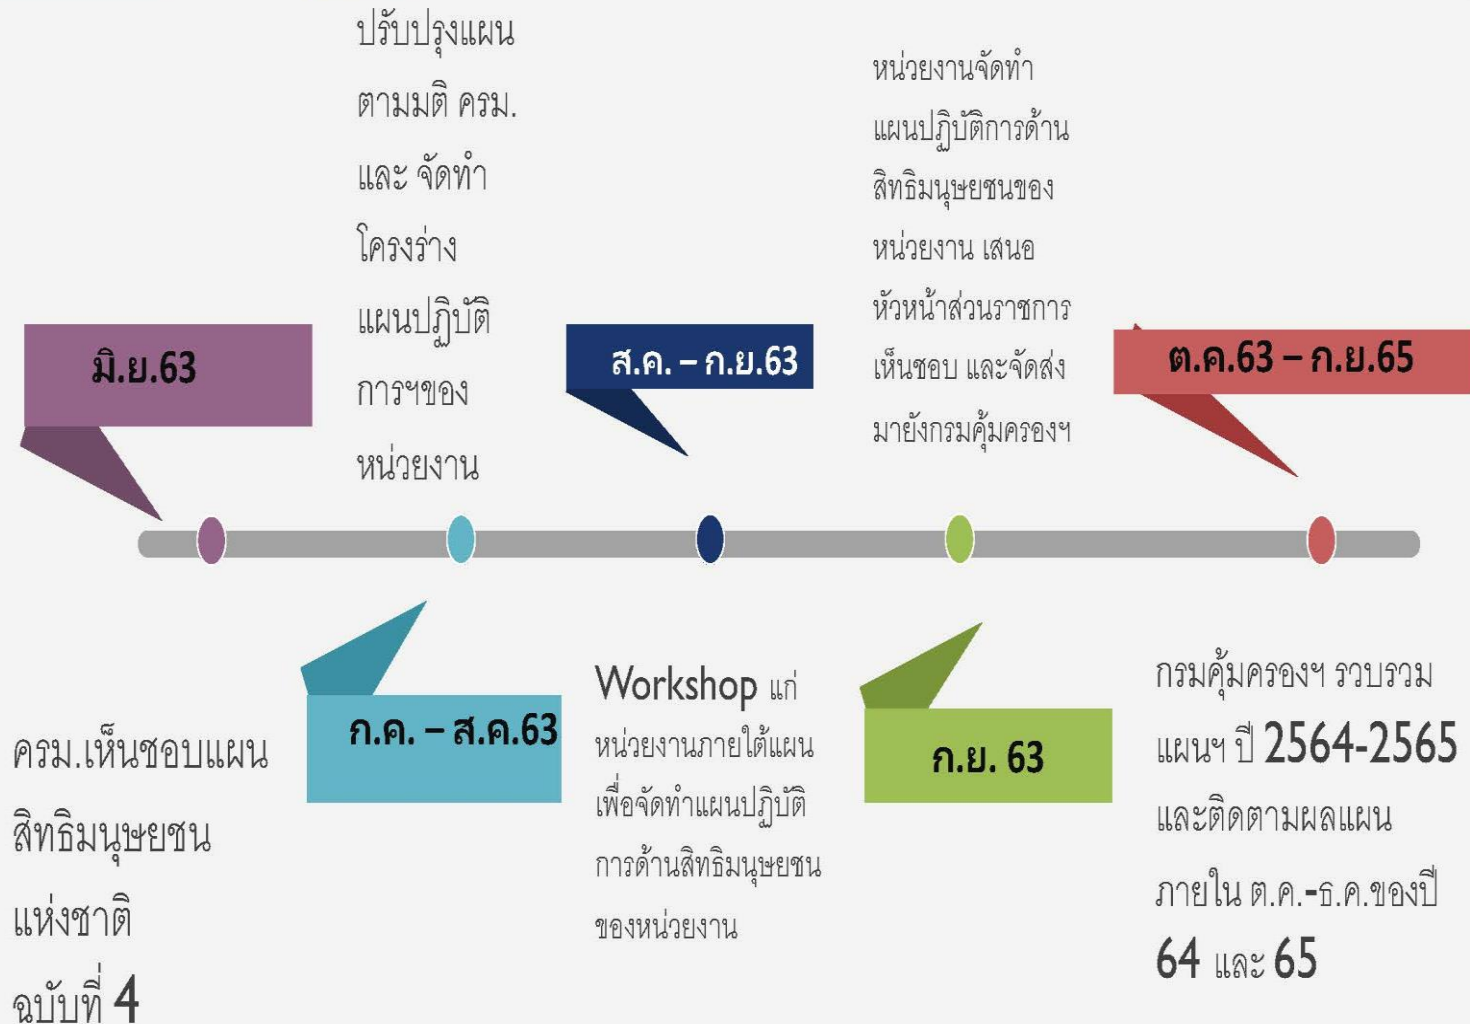 มิ.ย.63
ครม.เห็นชอบแผน
สิทธิมนุษยชน
แห่งชาติ
ฉบับที่ 4
ปรับปรุงแผน
ตามมติ ครม.
และ จัดทำ
โครงร่าง
แผนปฏิบัติ
การฯของ
หน่วยงาน
ก.ค. – ส.ค.63
ส.ค. – ก.ย.63
Workshop แก่
หน่วยงานภายใต้แผน
เพื่อจัดทำแผนปฏิบัติ
การด้านสิทธิมนุษยชน
ของหน่วยงาน
หน่วยงานจัดทำ
แผนปฏิบัติการด้าน
สิทธิมนุษยชนของ
หน่วยงาน เสนอ
หัวหน้าส่วนราชการ
เห็นชอบ และจัดส่ง
มายังกรมคุ้มครองฯ
ก.ย. 63
ต.ค.63 – ก.ย.65
กรมคุ้มครองฯ รวบรวม
แผนฯ ปี 2564-2565
และติดตามผลแผน
ภายใน ต.ค.-ธ.ค.ของปี
64 และ 65